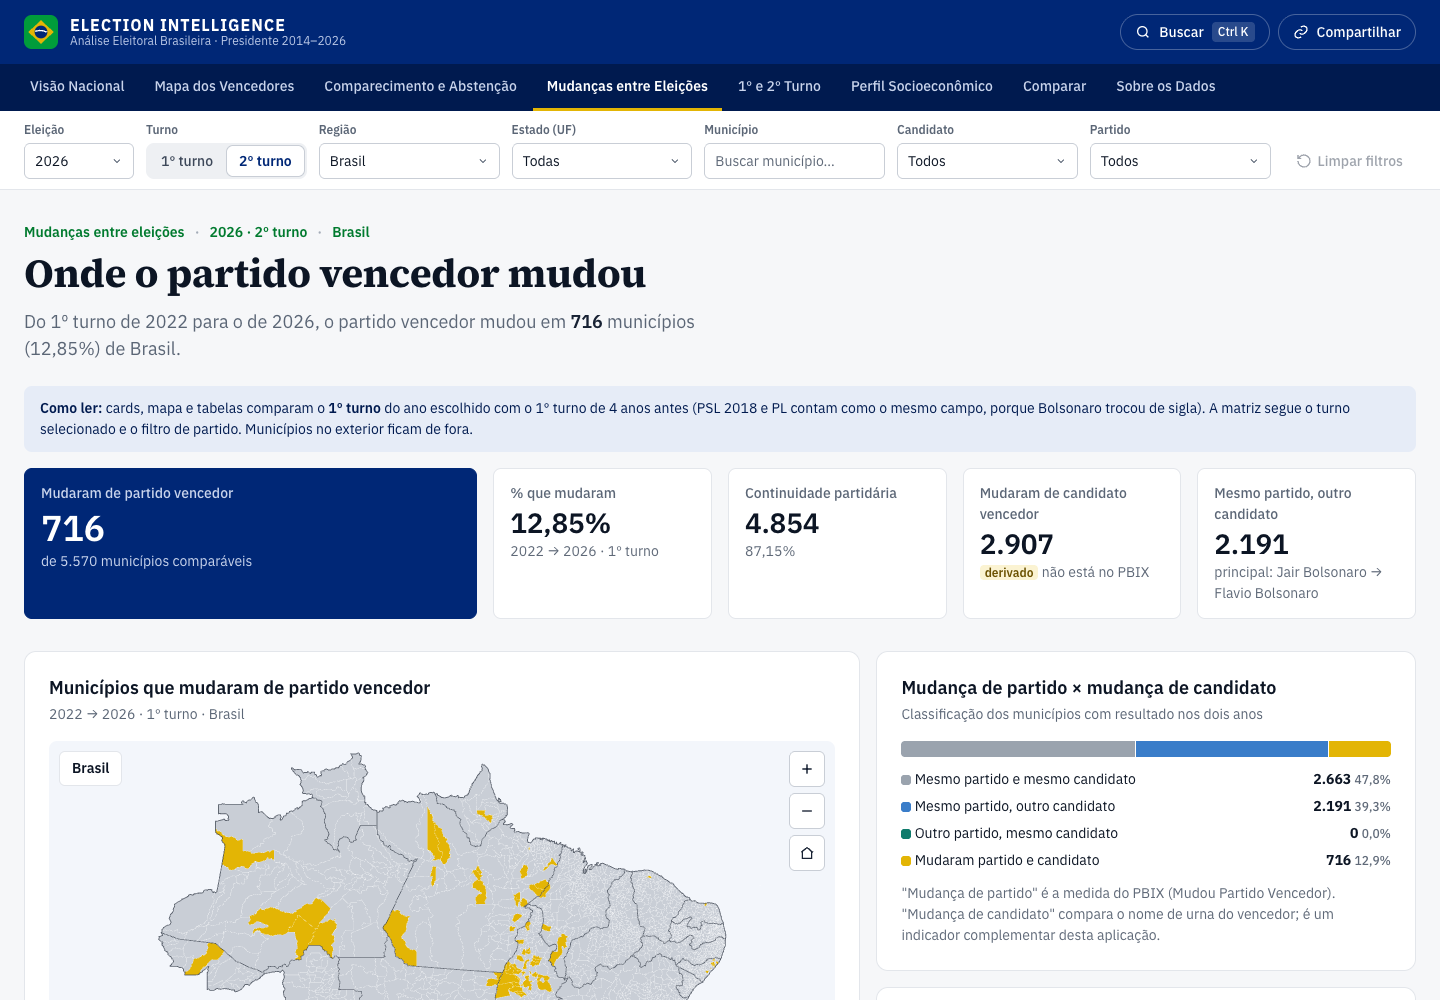 ELECTION INTELLIGENCE
Análise Eleitoral Brasileira · Presidente 2014–2026
Buscar Ctrl K
Compartilhar
Visão Nacional
Mapa dos Vencedores
Comparecimento e Abstenção
Mudanças entre Eleições
1º e 2º Turno
Perfil Socioeconômico
Comparar
Sobre os Dados
Eleição
2026
Turno
1º turno
2º turno
Região
Brasil
Estado (UF)
Todas
Município
Buscar município...
Candidato
Todos
Partido
Todos
Limpar filtros
Mudanças entre eleições · 2026 · 2º turno · Brasil
Onde o partido vencedor mudou
Do 1º turno de 2022 para o de 2026, o partido vencedor mudou em 716 municípios
(12,85%) de Brasil.
Como ler: cards, mapa e tabelas comparam o 1º turno do ano escolhido com o 1º turno de 4 anos antes (PSL 2018 e PL contam como o mesmo campo, porque Bolsonaro trocou de sigla). A matriz segue o turno
selecionado e o filtro de partido. Municípios no exterior ficam de fora.
Mudaram de partido vencedor
716
de 5.570 municípios comparáveis
% que mudaram
12,85%
2022 → 2026 · 1º turno
Continuidade partidária
4.854
87,15%
Mudaram de candidato
vencedor
2.907
derivado não está no PBIX
Mesmo partido, outro
candidato
2.191
principal: Jair Bolsonaro →
Flavio Bolsonaro
Municípios que mudaram de partido vencedor
2022 → 2026 · 1º turno · Brasil
Brasil
+
−
Mudança de partido × mudança de candidato
Classificação dos municípios com resultado nos dois anos
Mesmo partido e mesmo candidato 2.663 47,8%
Mesmo partido, outro candidato 2.191 39,3%
Outro partido, mesmo candidato 0 0,0%
Mudaram partido e candidato 716 12,9%
"Mudança de partido" é a medida do PBIX (Mudou Partido Vencedor).
"Mudança de candidato" compara o nome de urna do vencedor; é um
indicador complementar desta aplicação.